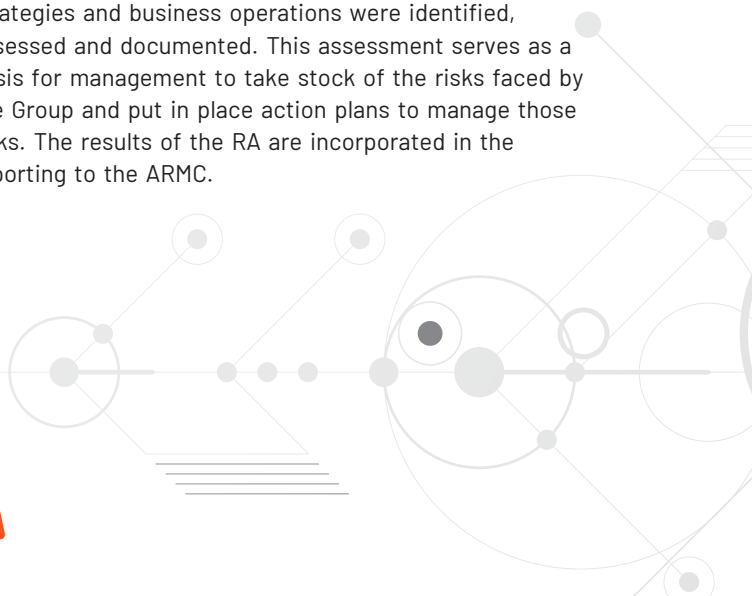 ategies and business operations were identified,
sessed and documented. This assessment serves as a
sis for management to take stock of the risks faced by
e Group and put in place action plans to manage those
ks. The results of the RA are incorporated in the
porting to the ARMC.